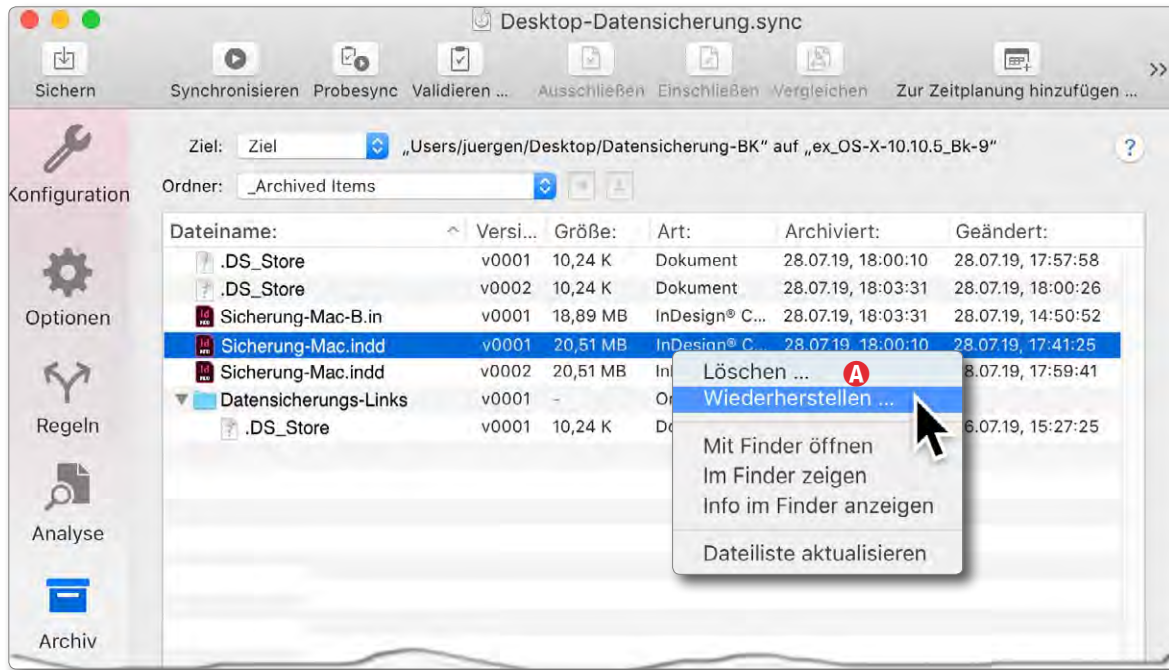 Desktop-Datensicherung.sync
Sichern Synchronisieren Probesync Validieren ... Ausschließen Einschließen Vergleichen Zur Zeitplanung hinzufügen ... >>
Ziel: Ziel „Users/juergen/Desktop/Datensicherung-BK“ auf „ex_OS-X-10.10.5_Bk-9“ ?
Konfiguration
Ordner: _Archived Items
Dateiname: Versi... Größe: Art: Archiviert: Geändert:
.DS_Store v0001 10,24 K Dokument 28.07.19, 18:00:10 28.07.19, 17:57:58
.DS_Store v0002 10,24 K Dokument 28.07.19, 18:03:31 28.07.19, 18:00:26
Optionen
Sicherung-Mac-B.in v0001 18,89 MB InDesign® C... 28.07.19, 18:03:31 28.07.19, 14:50:52
Sicherung-Mac.indd v0001 20,51 MB InDesign® C... 28.07.19, 18:00:10 28.07.19, 17:41:25
Sicherung-Mac.indd v0002 20,51 MB 8.07.19, 17:59:41
Datensicherungs-Links v0001 -
.DS_Store v0001 10,24 K 6.07.19, 15:27:25
Löschen ... A
Wiederherstellen ...
Mit Finder öffnen
Im Finder zeigen
Info im Finder anzeigen
Dateiliste aktualisieren
Regeln
Analyse
Archiv